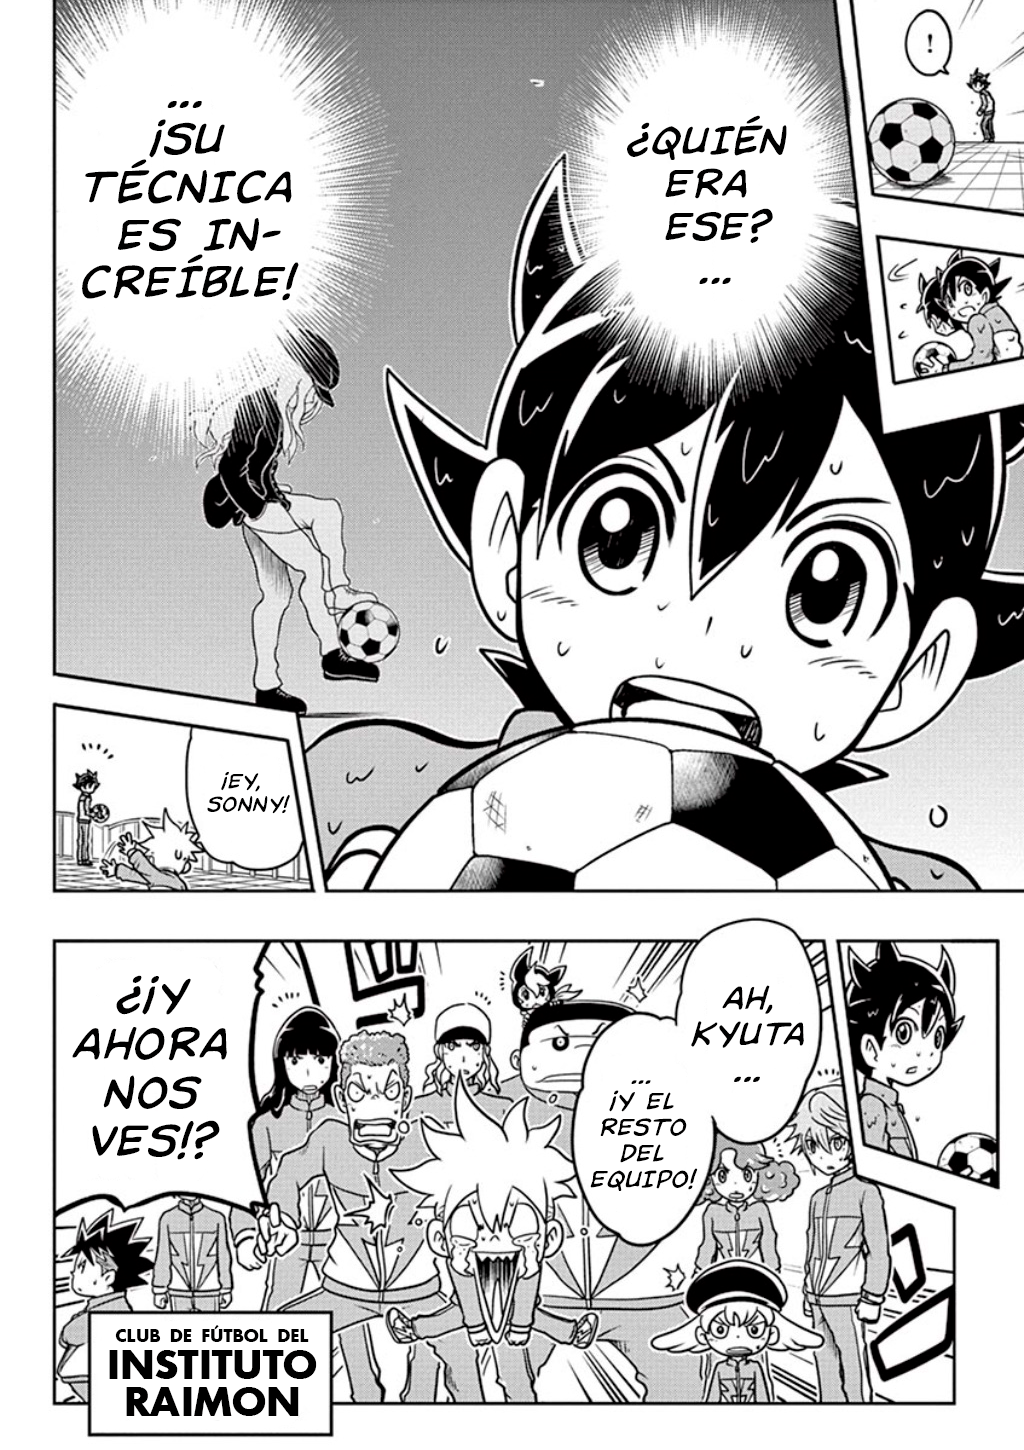 !
¿QUIÉN
ERA
ESE?
...
...
¡SU
TÉCNICA
ES IN-
CREÍBLE!
¡EY,
SONNY!
AH,
KYUTA
...
...
¡Y EL
RESTO
DEL
EQUIPO!
¿¡Y
AHORA
NOS
VES!?
CLUB DE FÚTBOL DEL
INSTITUTO
RAIMON